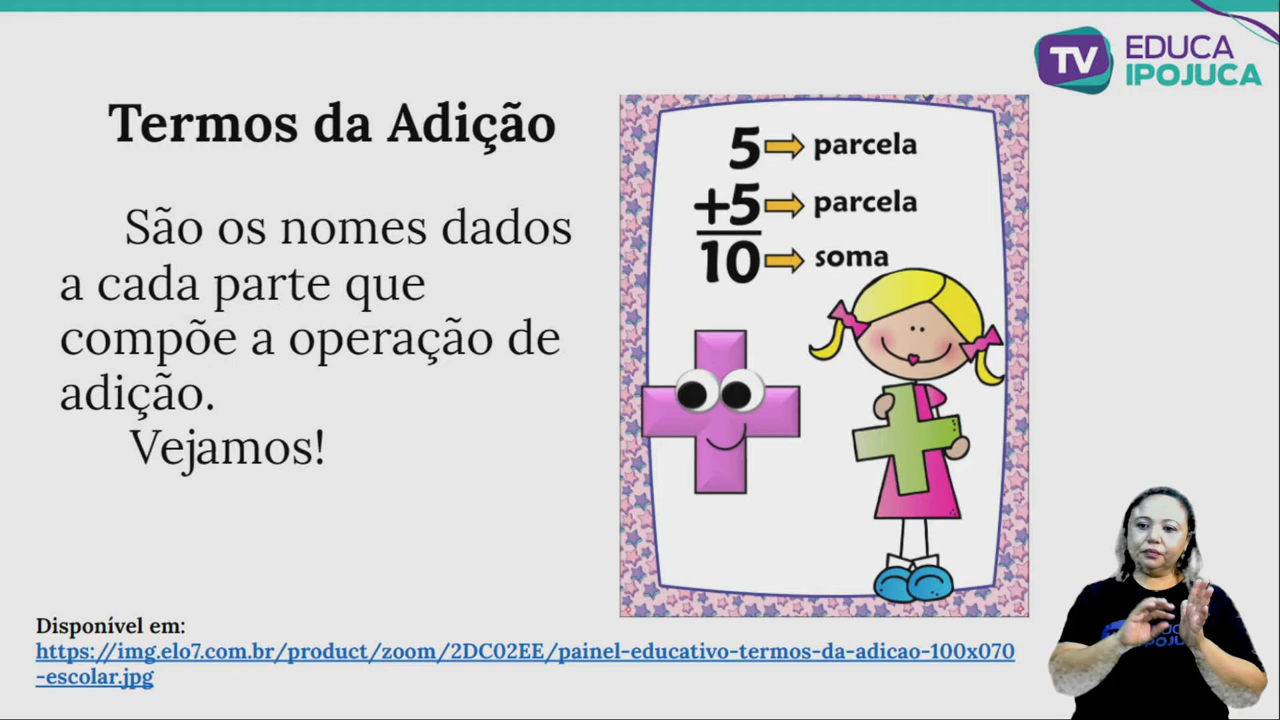 TV EDUCA
IPOJUCA
Termos da Adição
São os nomes dados
a cada parte que
compõe a operação de
adição.
Vejamos!
5 parcela
+5 parcela
10 soma
Disponível em:
https://img.elo7.com.br/product/zoom/2DC02EE/painel-educativo-termos-da-adicao-100x070
-escolar.jpg